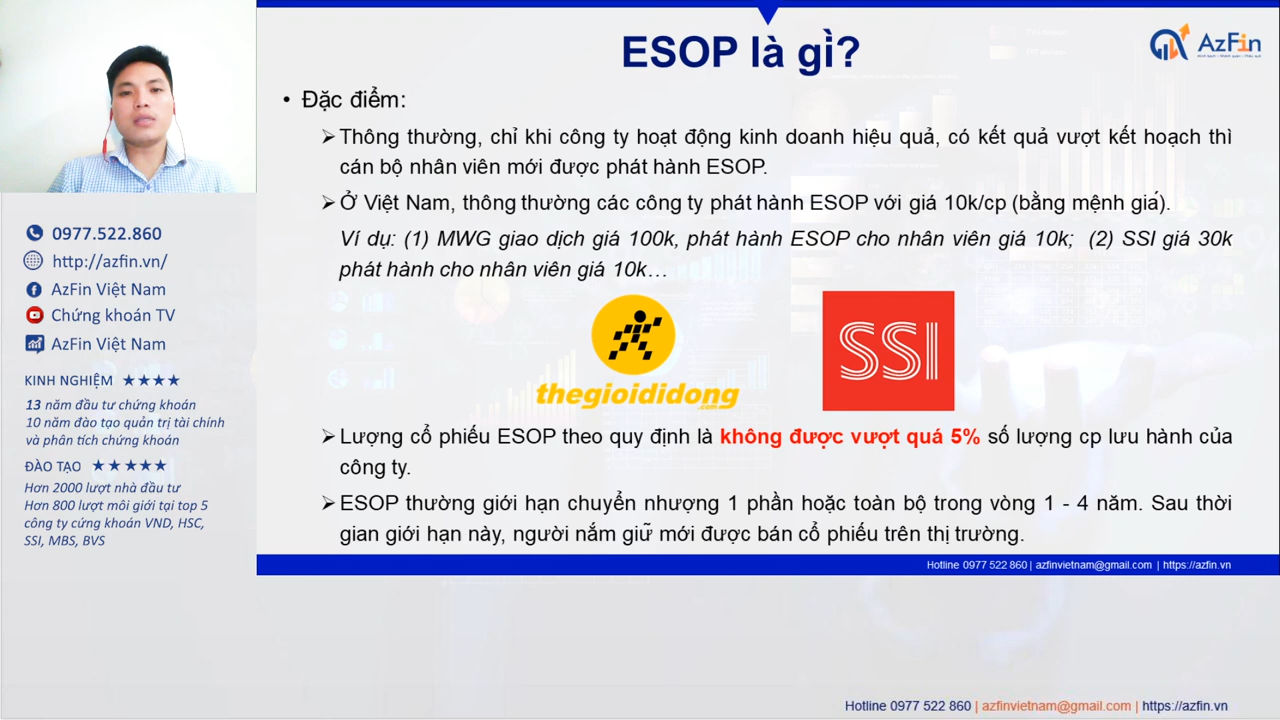 ESOP là gì?
AzFin
• Đặc điểm:
➢ Thông thường, chỉ khi công ty hoạt động kinh doanh hiệu quả, có kết quả vượt kết hoạch thì
cán bộ nhân viên mới được phát hành ESOP.
➢ Ở Việt Nam, thông thường các công ty phát hành ESOP với giá 10k/cp (bằng mệnh giá).
Ví dụ: (1) MWG giao dịch giá 100k, phát hành ESOP cho nhân viên giá 10k; (2) SSI giá 30k
phát hành cho nhân viên giá 10k…
thegioididong
.com
SSI
➢ Lượng cổ phiếu ESOP theo quy định là không được vượt quá 5% số lượng cp lưu hành của
công ty.
➢ ESOP thường giới hạn chuyển nhượng 1 phần hoặc toàn bộ trong vòng 1 - 4 năm. Sau thời
gian giới hạn này, người nắm giữ mới được bán cổ phiếu trên thị trường.
Hotline 0977 522 860 | azfinvietnam@gmail.com | https://azfin.vn
0977.522.860
http://azfin.vn/
AzFin Việt Nam
Chứng khoán TV
AzFin Việt Nam
KINH NGHIỆM ★★★★
13 năm đầu tư chứng khoán
10 năm đào tạo quản trị tài chính
và phân tích chứng khoán
ĐÀO TẠO ★★★★★
Hơn 2000 lượt nhà đầu tư
Hơn 800 lượt môi giới tại top 5
công ty cứng khoán VND, HSC,
SSI, MBS, BVS
Hotline 0977 522 860 | azfinvietnam@gmail.com | https://azfin.vn